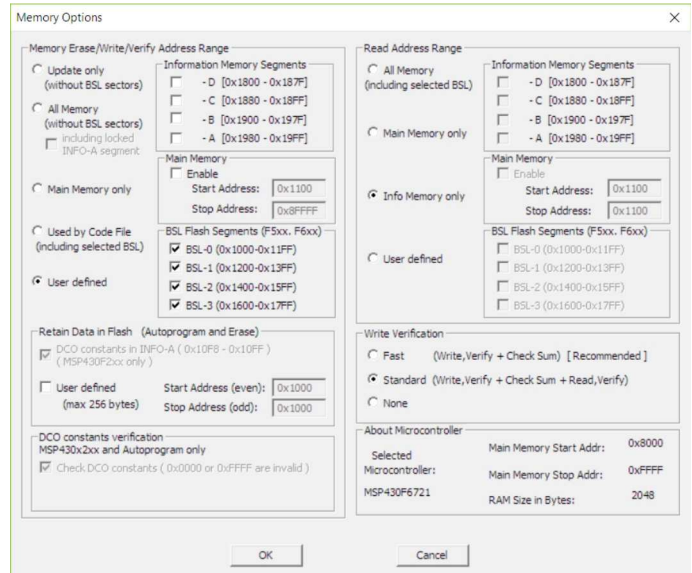 Memory Options
Memory Erase/Write/Verify Address Range
Update only
(without BSL sectors)
All Memory
(without BSL sectors)
including locked
INFO-A segment
Main Memory only
Used by Code File
(including selected BSL)
User defined
Information Memory Segments
- D [0x1800 - 0x187F]
- C [0x1880 - 0x18FF]
- B [0x1900 - 0x197F]
- A [0x1980 - 0x19FF]
Main Memory
Enable
Start Address: 0x1100
Stop Address: 0x8FFFF
BSL Flash Segments (F5xx. F6xx)
BSL-0 (0x1000-0x11FF)
BSL-1 (0x1200-0x13FF)
BSL-2 (0x1400-0x15FF)
BSL-3 (0x1600-0x17FF)
Retain Data in Flash (Autoprogram and Erase)
DCO constants in INFO-A ( 0x10F8 - 0x10FF )
( MSP430F2xx only )
User defined
(max 256 bytes)
Start Address (even): 0x1000
Stop Address (odd): 0x1000
DCO constants verification
MSP430x2xx and Autoprogram only
Check DCO constants ( 0x0000 or 0xFFFF are invalid )
Read Address Range
All Memory
(including selected BSL)
Main Memory only
Info Memory only
User defined
Information Memory Segments
- D [0x1800 - 0x187F]
- C [0x1880 - 0x18FF]
- B [0x1900 - 0x197F]
- A [0x1980 - 0x19FF]
Main Memory
Enable
Start Address: 0x1100
Stop Address: 0x1100
BSL Flash Segments (F5xx. F6xx)
BSL-0 (0x1000-0x11FF)
BSL-1 (0x1200-0x13FF)
BSL-2 (0x1400-0x15FF)
BSL-3 (0x1600-0x17FF)
Write Verification
Fast (Write,Verify + Check Sum) [ Recommended ]
Standard (Write,Verify + Check Sum + Read,Verify)
None
About Microcontroller
Selected
Microcontroller:
MSP430F6721
Main Memory Start Addr: 0x8000
Main Memory Stop Addr: 0xFFFF
RAM Size in Bytes: 2048
OK
Cancel